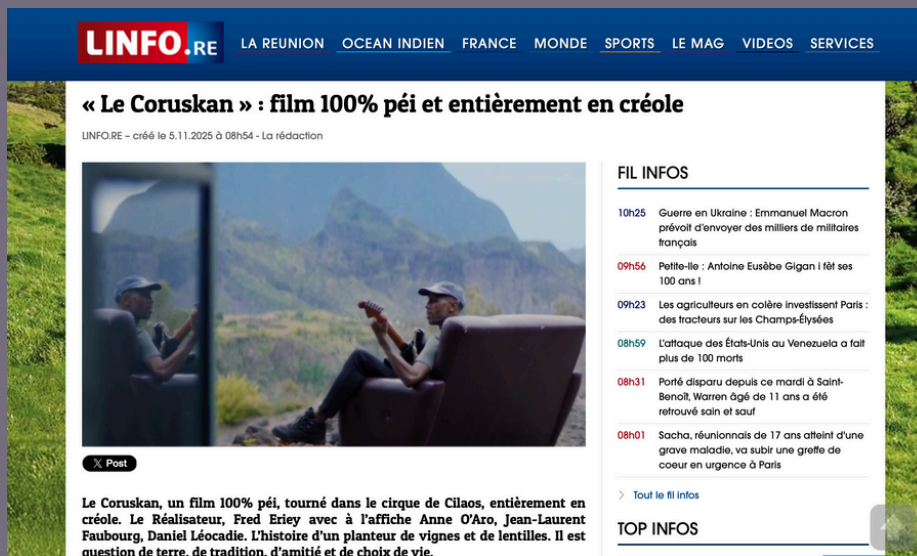 LINFO.RE
LA REUNION OCEAN INDIEN FRANCE MONDE SPORTS LE MAG VIDEOS SERVICES
« Le Coruskan » : film 100% péi et entièrement en créole
LINFO.RE – créé le 5.11.2025 à 08h54 - La rédaction
X Post
Le Coruskan, un film 100% péi, tourné dans le cirque de Cilaos, entièrement en
créole. Le Réalisateur, Fred Eriey avec à l'affiche Anne O'Aro, Jean-Laurent
Faubourg, Daniel Léocadie. L'histoire d'un planteur de vignes et de lentilles. Il est
question de terre, de tradition, d'amitié et de choix de vie.
FIL INFOS
10h25 Guerre en Ukraine : Emmanuel Macron
prévoit d'envoyer des milliers de militaires
français
09h56 Petite-Ile : Antoine Eusèbe Gigan i fèt ses
100 ans !
09h23 Les agriculteurs en colère investissent Paris :
des tracteurs sur les Champs-Élysées
08h59 L'attaque des États-Unis au Venezuela a fait
plus de 100 morts
08h31 Porté disparu depuis ce mardi à Saint-
Benoît, Warren âgé de 11 ans a été
retrouvé sain et sauf
08h01 Sacha, réunionnais de 17 ans atteint d'une
grave maladie, va subir une greffe de
coeur en urgence à Paris
Tout le fil infos
TOP INFOS